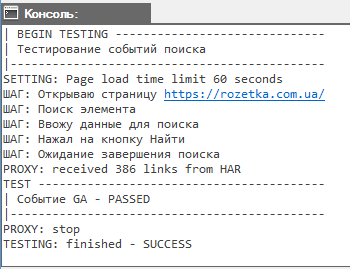 Консоль:
| BEGIN TESTING ------------------------------
| Тестирование событий поиска
|---------------------------------------------
SETTING: Page load time limit 60 seconds
ШАГ: Открываю страницу https://rozetka.com.ua/
ШАГ: Поиск элемента
ШАГ: Ввожу данные для поиска
ШАГ: Нажал на кнопку Найти
ШАГ: Ожидание завершения поиска
PROXY: received 386 links from HAR
TEST -----------------------------------------
| Событие GA - PASSED
|---------------------------------------------
PROXY: stop
TESTING: finished - SUCCESS